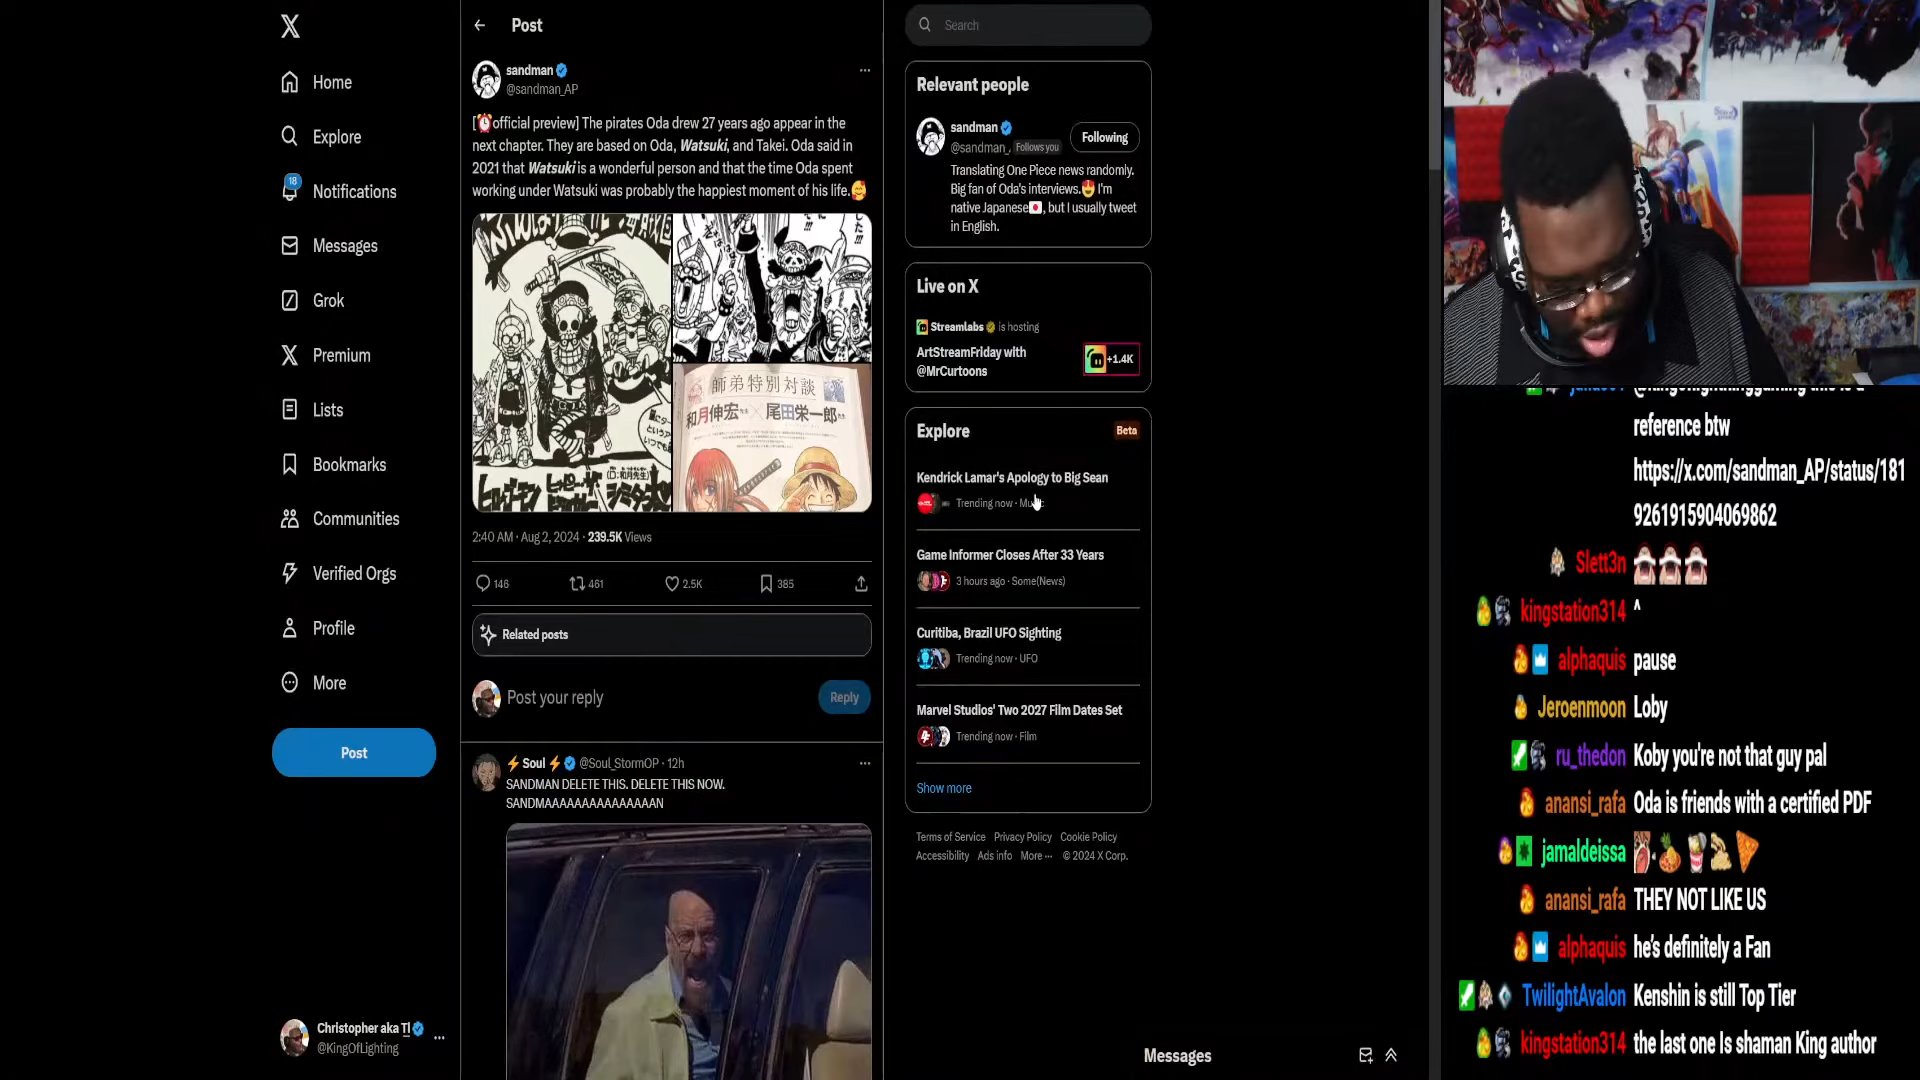 Home
Explore
18
Notifications
Messages
Grok
Premium
Lists
Bookmarks
Communities
Verified Orgs
Profile
More
Post
Christopher aka
@KingOfLighting
Post
sandman
@sandman_AP
[⏰official preview] The pirates Oda drew 27 years ago appear in the
next chapter. They are based on Oda, Watsuki, and Takei. Oda said in
2021 that Watsuki is a wonderful person and that the time Oda spent
working under Watsuki was probably the happiest moment of his life.🥰
師弟特別対談
和月伸宏先生×尾田栄一郎先生
2:40 AM · Aug 2, 2024 · 239.5K Views
146
461
2.5K
385
Related posts
Post your reply
Reply
⚡Soul⚡ @Soul_StormOP · 12h
SANDMAN DELETE THIS. DELETE THIS NOW.
SANDMAAAAAAAAAAAAAAAN
Search
Relevant people
sandman
@sandman_ Follows you
Following
Translating One Piece news randomly.
Big fan of Oda's interviews.😍I'm
native Japanese🇯🇵, but I usually tweet
in English.
Live on X
Streamlabs is hosting
ArtStreamFriday with
@MrCurtoons
+1.4K
Explore
Beta
Kendrick Lamar's Apology to Big Sean
Trending now ·
Game Informer Closes After 33 Years
3 hours ago · Some(News)
Curitiba, Brazil UFO Sighting
Trending now · UFO
Marvel Studios' Two 2027 Film Dates Set
Trending now · Film
Show more
Terms of Service Privacy Policy Cookie Policy
Accessibility Ads info More ··· © 2024 X Corp.
Messages
reference btw
https://x.com/sandman_AP/status/181
9261915904069862
Slett3n
kingstation314 ^
alphaquis pause
Jeroenmoon Loby
ru_thedon Koby you're not that guy pal
anansi_rafa Oda is friends with a certified PDF
jamaldeissa
anansi_rafa THEY NOT LIKE US
alphaquis he's definitely a Fan
TwilightAvalon Kenshin is still Top Tier
kingstation314 the last one Is shaman King author